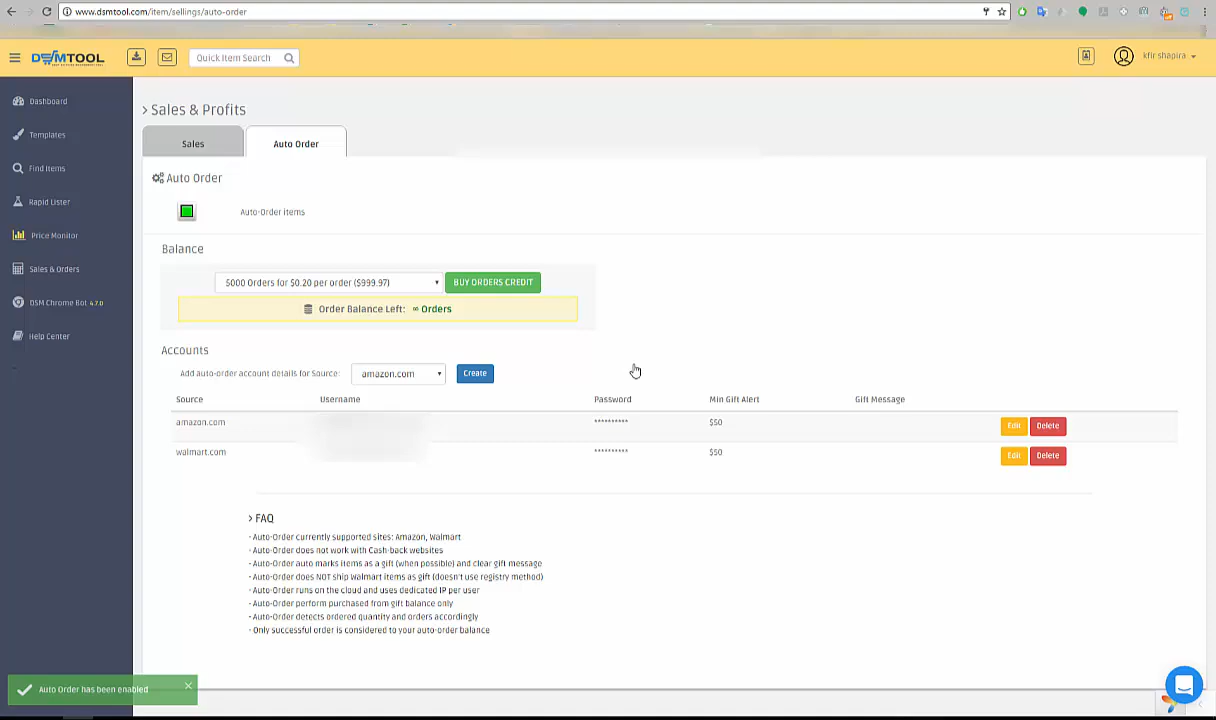 www.dsmtool.com/item/sellings/auto-order
DSMTOOL
Quick Item Search
kfir shapira
Dashboard
Templates
Find Items
Rapid Lister
Price Monitor
Sales & Orders
DSM Chrome Bot 4.7.0
Help Center
> Sales & Profits
Sales
Auto Order
Auto Order
Auto-Order items
Balance
5000 Orders for $0.20 per order ($999.97)
BUY ORDERS CREDIT
Order Balance Left: ∞ Orders
Accounts
Add auto-order account details for Source:
amazon.com
Create
Source Username Password Min Gift Alert Gift Message
amazon.com ********** $50 Edit Delete
walmart.com ********** $50 Edit Delete
> FAQ
- Auto-Order currently supported sites: Amazon, Walmart
- Auto-Order does not work with Cash-back websites
- Auto-Order auto marks items as a gift (when possible) and clear gift message
- Auto-Order does NOT ship Walmart items as gift (doesn't use registry method)
- Auto-Order runs on the cloud and uses dedicated IP per user
- Auto-Order perform purchased from gift balance only
- Auto-Order detects ordered quantity and orders accordingly
- Only successful order is considered to your auto-order balance
Auto Order has been enabled